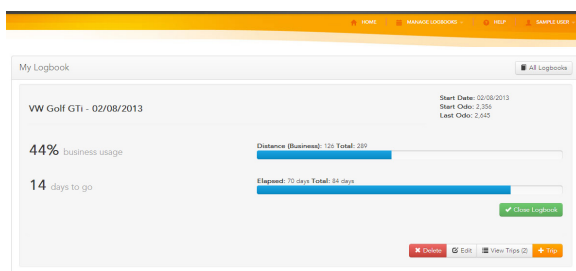 HOME MANAGE LOGBOOKS HELP SAMPLE USER
My Logbook All Logbooks
VW Golf GTi - 02/08/2013
Start Date: 02/08/2013
Start Odo: 2,356
Last Odo: 2,645
44% business usage
Distance (Business): 126 Total: 289
14 days to go
Elapsed: 70 days Total: 84 days
Close Logbook
Delete Edit View Trips (2) Trip